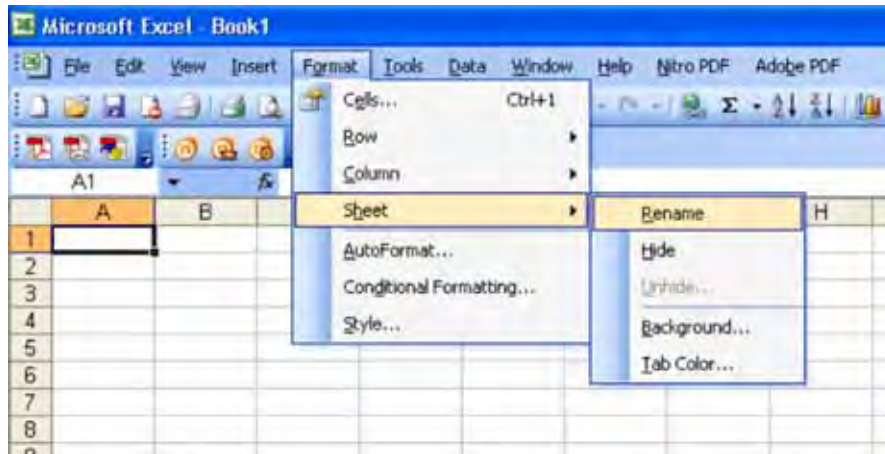 Microsoft Excel - Book1
File Edit View Insert Format Tools Data Window Help Nitro PDF Adobe PDF
Cells... Ctrl+1
Σ
Row
Column
A1 fx
Sheet Rename
A B H
1 Hide
AutoFormat...
2 Unhide...
3 Conditional Formatting...
4 Style... Background...
5 Tab Color...
6
7
8